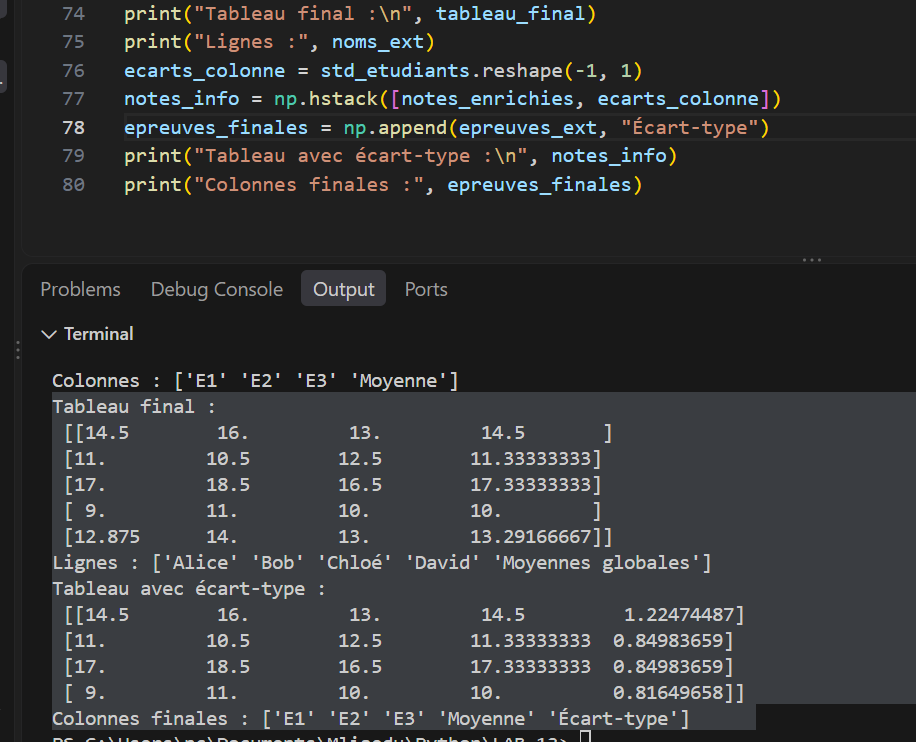 74 print("Tableau final :\n", tableau_final)
75 print("Lignes :", noms_ext)
76 ecarts_colonne = std_etudiants.reshape(-1, 1)
77 notes_info = np.hstack([notes_enrichies, ecarts_colonne])
78 epreuves_finales = np.append(epreuves_ext, "Écart-type")
79 print("Tableau avec écart-type :\n", notes_info)
80 print("Colonnes finales :", epreuves_finales)
Problems Debug Console Output Ports
Terminal
Colonnes : ['E1' 'E2' 'E3' 'Moyenne']
Tableau final :
[[14.5 16. 13. 14.5 ]
[11. 10.5 12.5 11.33333333]
[17. 18.5 16.5 17.33333333]
[ 9. 11. 10. 10. ]
[12.875 14. 13. 13.29166667]]
Lignes : ['Alice' 'Bob' 'Chloé' 'David' 'Moyennes globales']
Tableau avec écart-type :
[[14.5 16. 13. 14.5 1.22474487]
[11. 10.5 12.5 11.33333333 0.84983659]
[17. 18.5 16.5 17.33333333 0.84983659]
[ 9. 11. 10. 10. 0.81649658]]
Colonnes finales : ['E1' 'E2' 'E3' 'Moyenne' 'Écart-type']